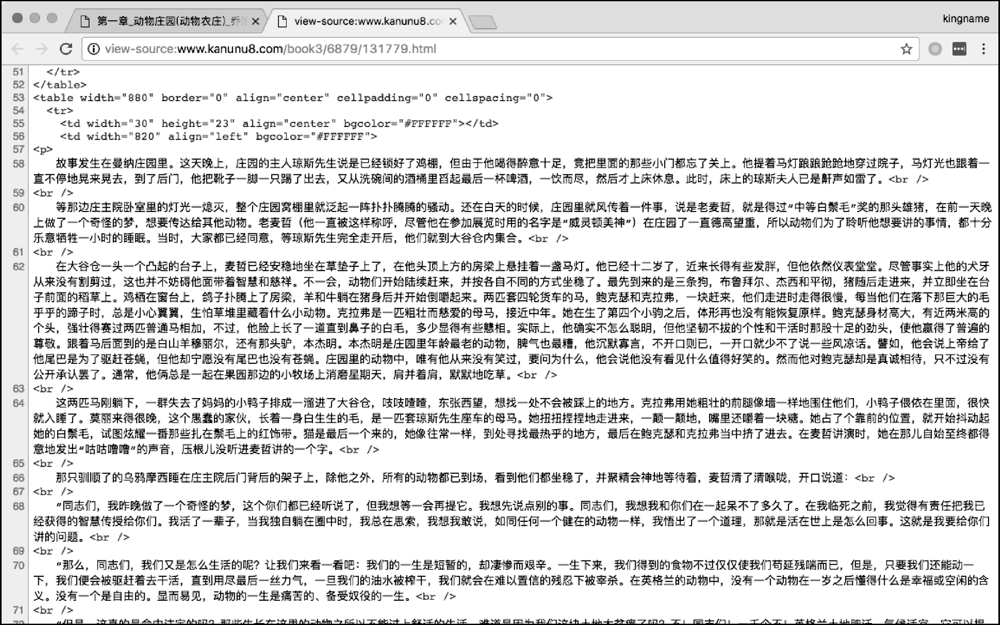 第一章_动物庄园(动物农庄)_乔
view-source:www.kanunu8.co
kingname
view-source:www.kanunu8.com/book3/6879/131779.html
51 </tr>
52 </table>
53 <table width="880" border="0" align="center" cellpadding="0" cellspacing="0">
54 <tr>
55 <td width="30" height="23" align="center" bgcolor="#FFFFFF"></td>
56 <td width="820" align="left" bgcolor="#FFFFFF">
57 <p>
58 故事发生在曼纳庄园里。这天晚上，庄园的主人琼斯先生说是已经锁好了鸡棚，但由于他喝得醉意十足，竟把里面的那些小门都忘了关上。他提着马灯踉踉跄跄地穿过院子，马灯光也跟着一
直不停地晃来晃去，到了后门，他把靴子一脚一只踢了出去，又从洗碗间的酒桶里舀起最后一杯啤酒，一饮而尽，然后才上床休息。此时，床上的琼斯夫人已是鼾声如雷了。<br />
59 <br />
60 等那边庄主院卧室里的灯光一熄灭，整个庄园窝棚里就泛起一阵扑扑腾腾的骚动。还在白天的时候，庄园里就风传着一件事，说是老麦哲，就是得过“中等白鬃毛”奖的那头雄猪，在前一天晚
上做了一个奇怪的梦，想要传达给其他动物。老麦哲（他一直被这样称呼，尽管他在参加展览时用的名字是“威灵顿美神”）在庄园了一直德高望重，所以动物们为了聆听他想要讲的事情，都十分
乐意牺牲一小时的睡眠。当时，大家都已经同意，等琼斯先生完全走开后，他们就到大谷仓内集合。<br />
61 <br />
62 在大谷仓一头一个凸起的台子上，麦哲已经安稳地坐在草垫子上了，在他头顶上方的房梁上悬挂着一盏马灯。他已经十二岁了，近来长得有些发胖，但他依然仪表堂堂。尽管事实上他的犬牙
从来没有割剪过，这也并不妨碍他面带着智慧和慈祥。不一会，动物们开始陆续赶来，并按各自不同的方式坐稳了。最先到来的是三条狗，布鲁拜尔、杰西和平彻，猪随后走进来，并立即坐在台
子前面的稻草上。鸡栖在窗台上，鸽子扑腾上了房梁，羊和牛躺在猪身后并开始倒嚼起来。两匹套四轮货车的马，鲍克瑟和克拉弗，一块赶来，他们走进时走得很慢，每当他们在落下那巨大的毛
乎乎的蹄子时，总是小心翼翼，生怕草堆里藏着什么小动物。克拉弗是一匹粗壮而慈爱的母马，接近中年。她在生了第四个小驹之后，体形再也没有能恢复原样。鲍克瑟身材高大，有近两米高的
个头，强壮得赛过两匹普通马相加，不过，他脸上长了一道直到鼻子的白毛，多少显得有些戆相。实际上，他确实不怎么聪明，但他坚韧不拔的个性和干活时那股十足的劲头，使他赢得了普遍的
尊敬。跟着马后面到的是白山羊穆丽尔，还有那头驴，本杰明。本杰明是庄园里年龄最老的动物，脾气也最糟，他沉默寡言，不开口则已，一开口就少不了说一些风凉话。譬如，他会说上帝给了
他尾巴是为了驱赶苍蝇，但他却宁愿没有尾巴也没有苍蝇。庄园里的动物中，唯有他从来没有笑过，要问为什么，他会说他没有看见什么值得好笑的。然而他对鲍克瑟却是真诚相待，只不过没有
公开承认罢了。通常，他俩总是一起在果园那边的小牧场上消磨星期天，肩并着肩，默默地吃草。<br />
63 <br />
64 这两匹马刚躺下，一群失去了妈妈的小鸭子排成一溜进了大谷仓，吱吱喳喳，东张西望，想找一处不会被踩上的地方。克拉弗用她粗壮的前腿像墙一样地围住他们，小鸭子偎依在里面，很快
就入睡了。莫丽来得很晚，这个愚蠢的家伙，长着一身白生生的毛，是一匹套琼斯先生座车的母马。她扭扭捏捏地走进来，一颠一颠地，嘴里还嚼着一块糖。她占了个靠前的位置，就开始抖动起
她的白鬃毛，试图炫耀一番那些扎在鬃毛上的红饰带。猫是最后一个来的，她像往常一样，到处寻找最热乎的地方，最后在鲍克瑟和克拉弗当中挤了进去。在麦哲讲演时，她在那儿自始至终都得
意地发出“咕咕噜噜”的声音，压根儿没听进麦哲讲的一个字。<br />
65 <br />
66 那只驯顺了的乌鸦摩西睡在庄主院后门背后的架子上，除他之外，所有的动物都已到场，看到他们都坐稳了，并聚精会神地等待着，麦哲清了清喉咙，开口说道：<br />
67 <br />
68 “同志们，我昨晚做了一个奇怪的梦，这个你们都已经听说了，但我想等一会再提它。我想先说点别的事。同志们，我想我和你们在一起呆不了多久了。在我临死之前，我觉得有责任把我已
经获得的智慧传授给你们。我活了一辈子，当我独自躺在圈中时，我总在思索，我想我敢说，如同任何一个健在的动物一样，我悟出了一个道理，那就是活在世上是怎么回事。这就是我要给你们
讲的问题。<br />
69 <br />
70 “那么，同志们，我们又是怎么生活的呢？让我们来看一看吧：我们的一生是短暂的，却凄惨而艰辛。一生下来，我们得到的食物不过仅仅使我们苟延残喘而已，但是，只要我们还能动一
下，我们便会被驱赶着去干活，直到用尽最后一丝力气，一旦我们的油水被榨干，我们就会在难以置信的残忍下被宰杀。在英格兰的动物中，没有一个动物在一岁之后懂得什么是幸福或空闲的含
义。没有一个是自由的。显而易见，动物的一生是痛苦的、备受奴役的一生。<br />
71 <br />